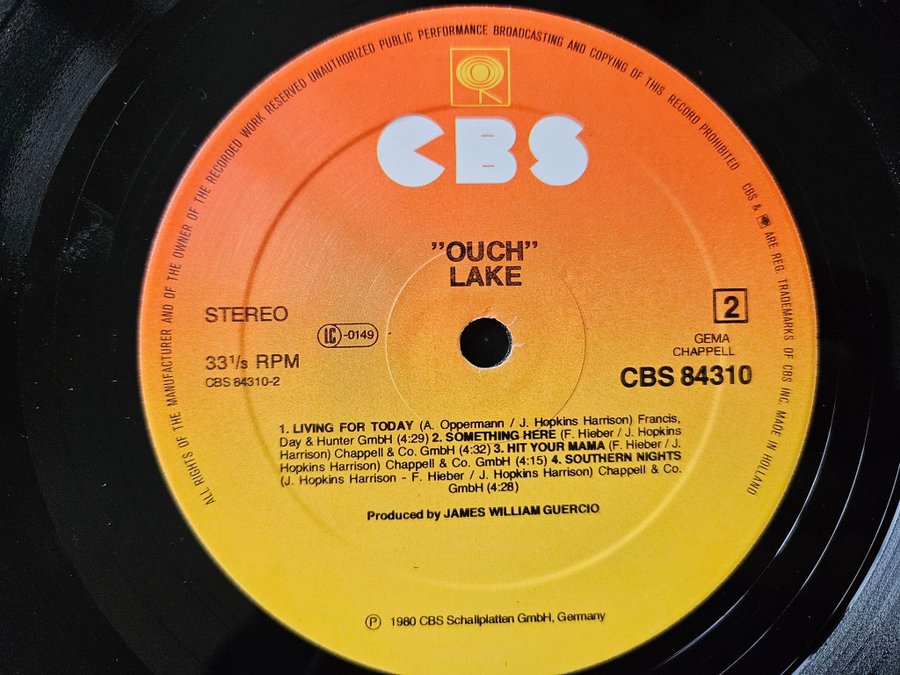 ALL RIGHTS OF THE MANUFACTURER AND OF THE OWNER OF THE RECORDED WORK RESERVED UNAUTHORIZED PUBLIC PERFORMANCE BROADCASTING AND COPYING OF THIS RECORD PROHIBITED
CBS & ARE REG. TRADEMARKS OF CBS INC. MADE IN HOLLAND
CBS
"OUCH"
LAKE
STEREO
LC-0149
33 1/3 RPM
CBS 84310-2
2
GEMA
CHAPPELL
CBS 84310
1. LIVING FOR TODAY (A. Oppermann / J. Hopkins Harrison) Francis,
Day & Hunter GmbH (4:29) 2. SOMETHING HERE (F. Hieber / J. Hopkins
Harrison) Chappell & Co. GmbH (4:32) 3. HIT YOUR MAMA (F. Hieber / J.
Hopkins Harrison) Chappell & Co. GmbH (4:15) 4. SOUTHERN NIGHTS
(J. Hopkins Harrison - F. Hieber / J. Hopkins Harrison) Chappell & Co.
GmbH (4:28)
Produced by JAMES WILLIAM GUERCIO
Ⓟ 1980 CBS Schallplatten GmbH, Germany